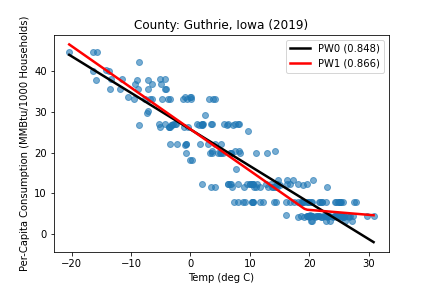 County: Guthrie, Iowa (2019)
PW0 (0.848)
PW1 (0.866)
Per-Capita Consumption (MMBtu/1000 Households)
40
30
20
10
0
−20
−10
0
10
20
30
Temp (deg C)